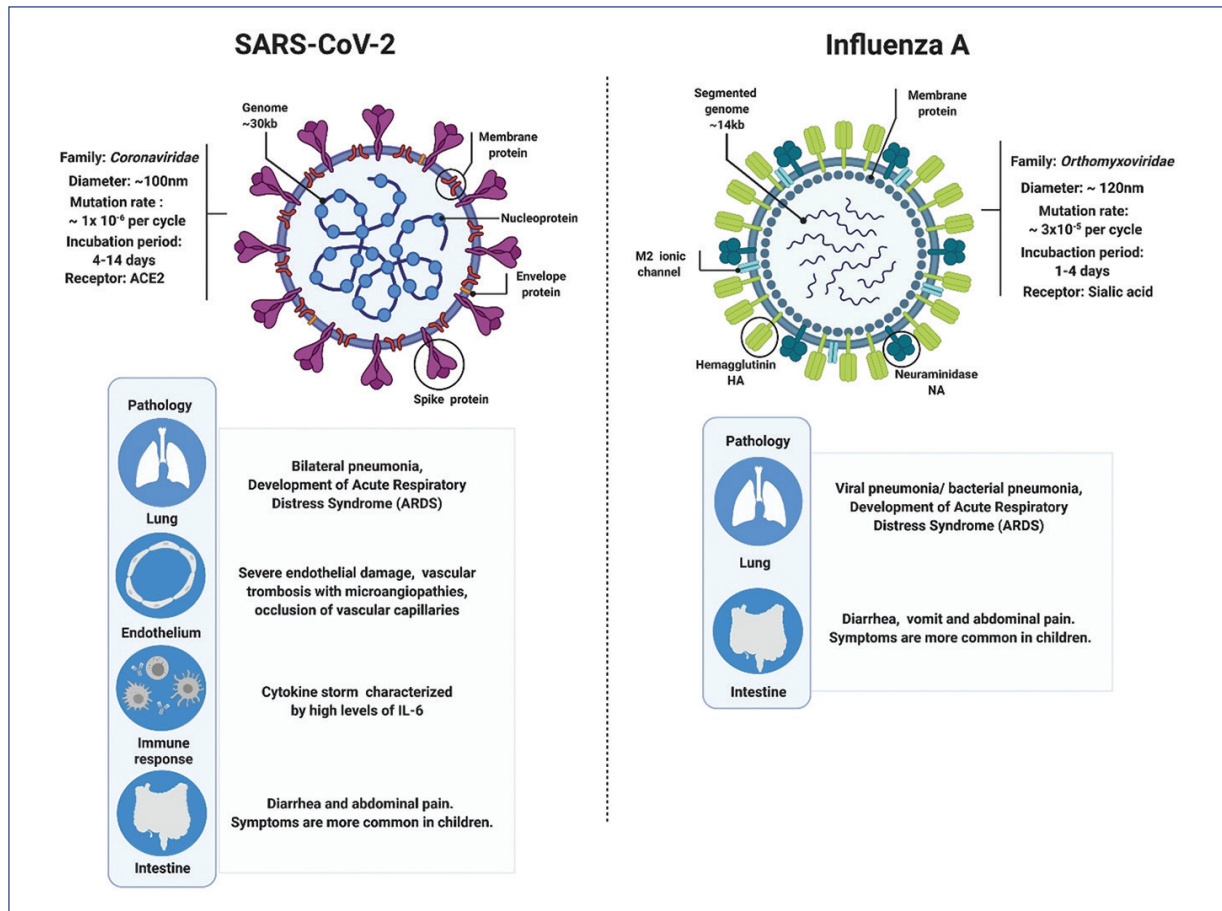 SARS-CoV-2
Genome
~30kb
Membrane
protein
Family: Coronaviridae
Diameter: ~100nm
Mutation rate :
~ 1x 10⁻⁶ per cycle
Incubation period:
4-14 days
Receptor: ACE2
Nucleoprotein
Envelope
protein
Spike protein
Pathology
Lung
Bilateral pneumonia,
Development of Acute Respiratory
Distress Syndrome (ARDS)
Endothelium
Severe endothelial damage, vascular
trombosis with microangiopathies,
occlusion of vascular capillaries
Immune
response
Cytokine storm characterized
by high levels of IL-6
Intestine
Diarrhea and abdominal pain.
Symptoms are more common in children.
Influenza A
Segmented
genome
~14kb
Membrane
protein
Family: Orthomyxoviridae
Diameter: ~ 120nm
Mutation rate:
~ 3x10⁻⁵ per cycle
Incubaction period:
1-4 days
Receptor: Sialic acid
M2 ionic
channel
Hemagglutinin
HA
Neuraminidase
NA
Pathology
Lung
Viral pneumonia/ bacterial pneumonia,
Development of Acute Respiratory
Distress Syndrome (ARDS)
Intestine
Diarrhea, vomit and abdominal pain.
Symptoms are more common in children.